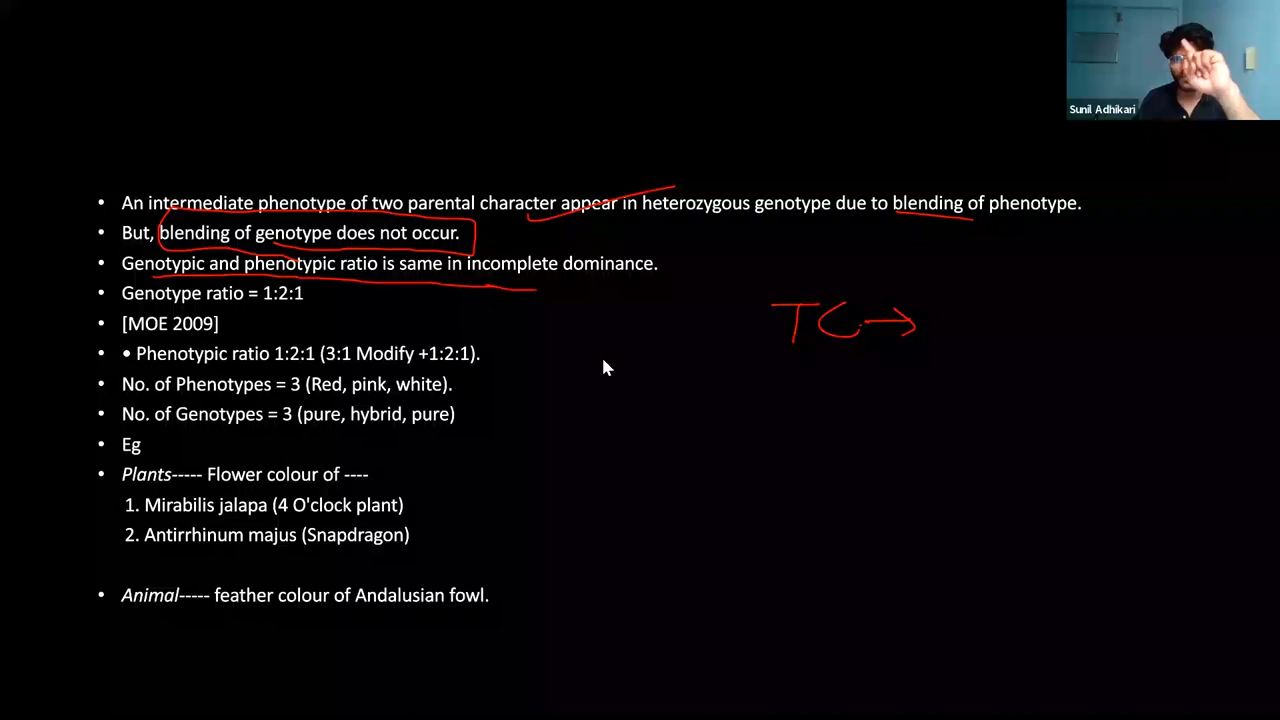 Sunil Adhikari
• An intermediate phenotype of two parental character appear in heterozygous genotype due to blending of phenotype.
• But, blending of genotype does not occur.
• Genotypic and phenotypic ratio is same in incomplete dominance.
• Genotype ratio = 1:2:1
• [MOE 2009]
• • Phenotypic ratio 1:2:1 (3:1 Modify +1:2:1).
• No. of Phenotypes = 3 (Red, pink, white).
• No. of Genotypes = 3 (pure, hybrid, pure)
• Eg
• Plants----- Flower colour of ----
1. Mirabilis jalapa (4 O'clock plant)
2. Antirrhinum majus (Snapdragon)
• Animal----- feather colour of Andalusian fowl.
TC→